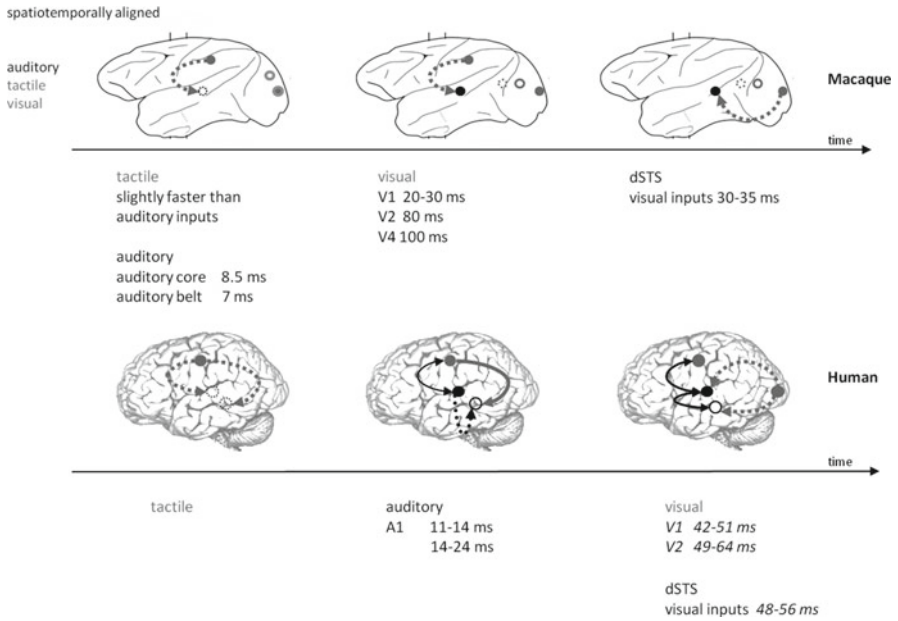 spatiotemporally aligned
auditory
tactile
visual
Macaque
time
tactile
slightly faster than
auditory inputs
auditory
auditory core 8.5 ms
auditory belt 7 ms
visual
V1 20-30 ms
V2 80 ms
V4 100 ms
dSTS
visual inputs 30-35 ms
Human
time
tactile
auditory
A1 11-14 ms
14-24 ms
visual
V1 42-51 ms
V2 49-64 ms
dSTS
visual inputs 48-56 ms